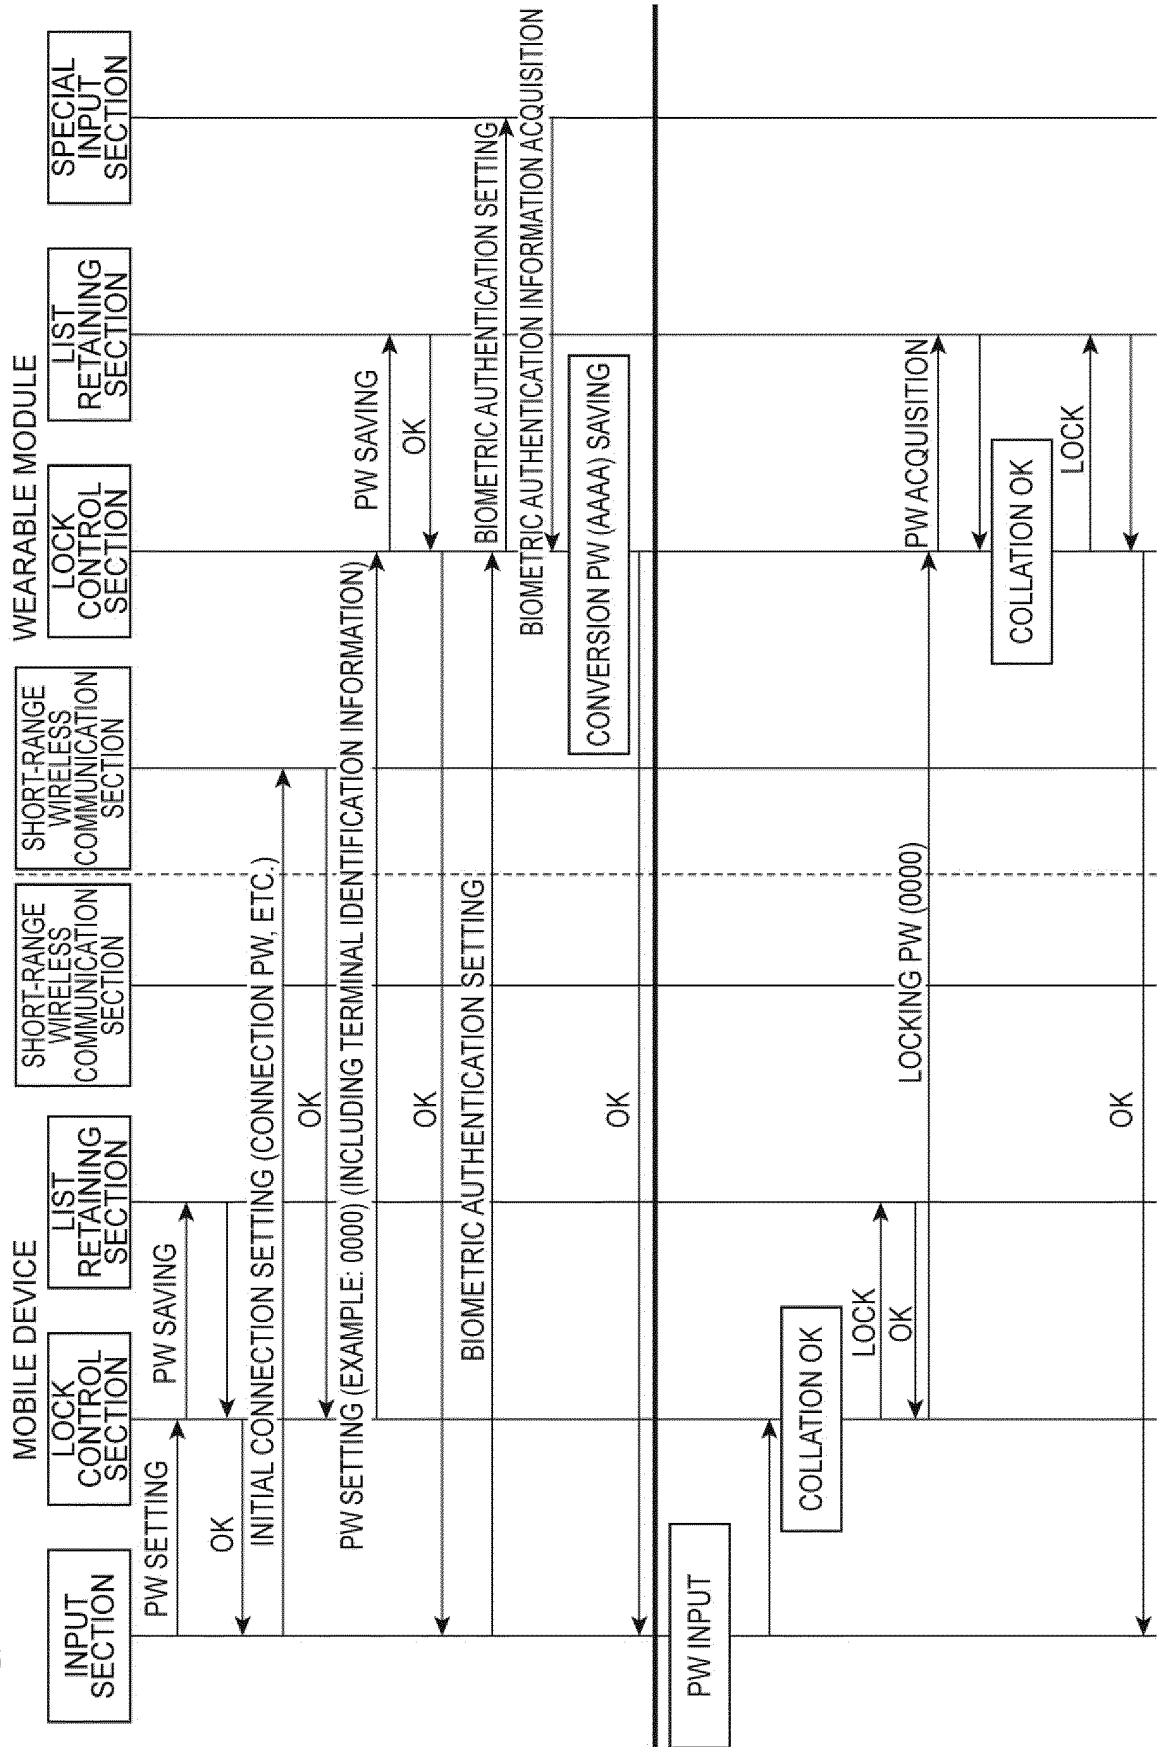 MOBILE DEVICE
WEARABLE MODULE
INPUT
SECTION
LOCK
CONTROL
SECTION
LIST
RETAINING
SECTION
SHORT-RANGE
WIRELESS
COMMUNICATION
SECTION
SHORT-RANGE
WIRELESS
COMMUNICATION
SECTION
LOCK
CONTROL
SECTION
LIST
RETAINING
SECTION
SPECIAL
INPUT
SECTION
PW SETTING
PW SAVING
OK
INITIAL CONNECTION SETTING (CONNECTION PW, ETC.)
OK
PW SETTING (EXAMPLE: 0000) (INCLUDING TERMINAL IDENTIFICATION INFORMATION)
PW SAVING
OK
OK
BIOMETRIC AUTHENTICATION SETTING
BIOMETRIC AUTHENTICATION SETTING
BIOMETRIC AUTHENTICATION INFORMATION ACQUISITION
CONVERSION PW (AAAA) SAVING
OK
PW INPUT
COLLATION OK
LOCK
OK
LOCKING PW (0000)
PW ACQUISITION
COLLATION OK
LOCK
OK